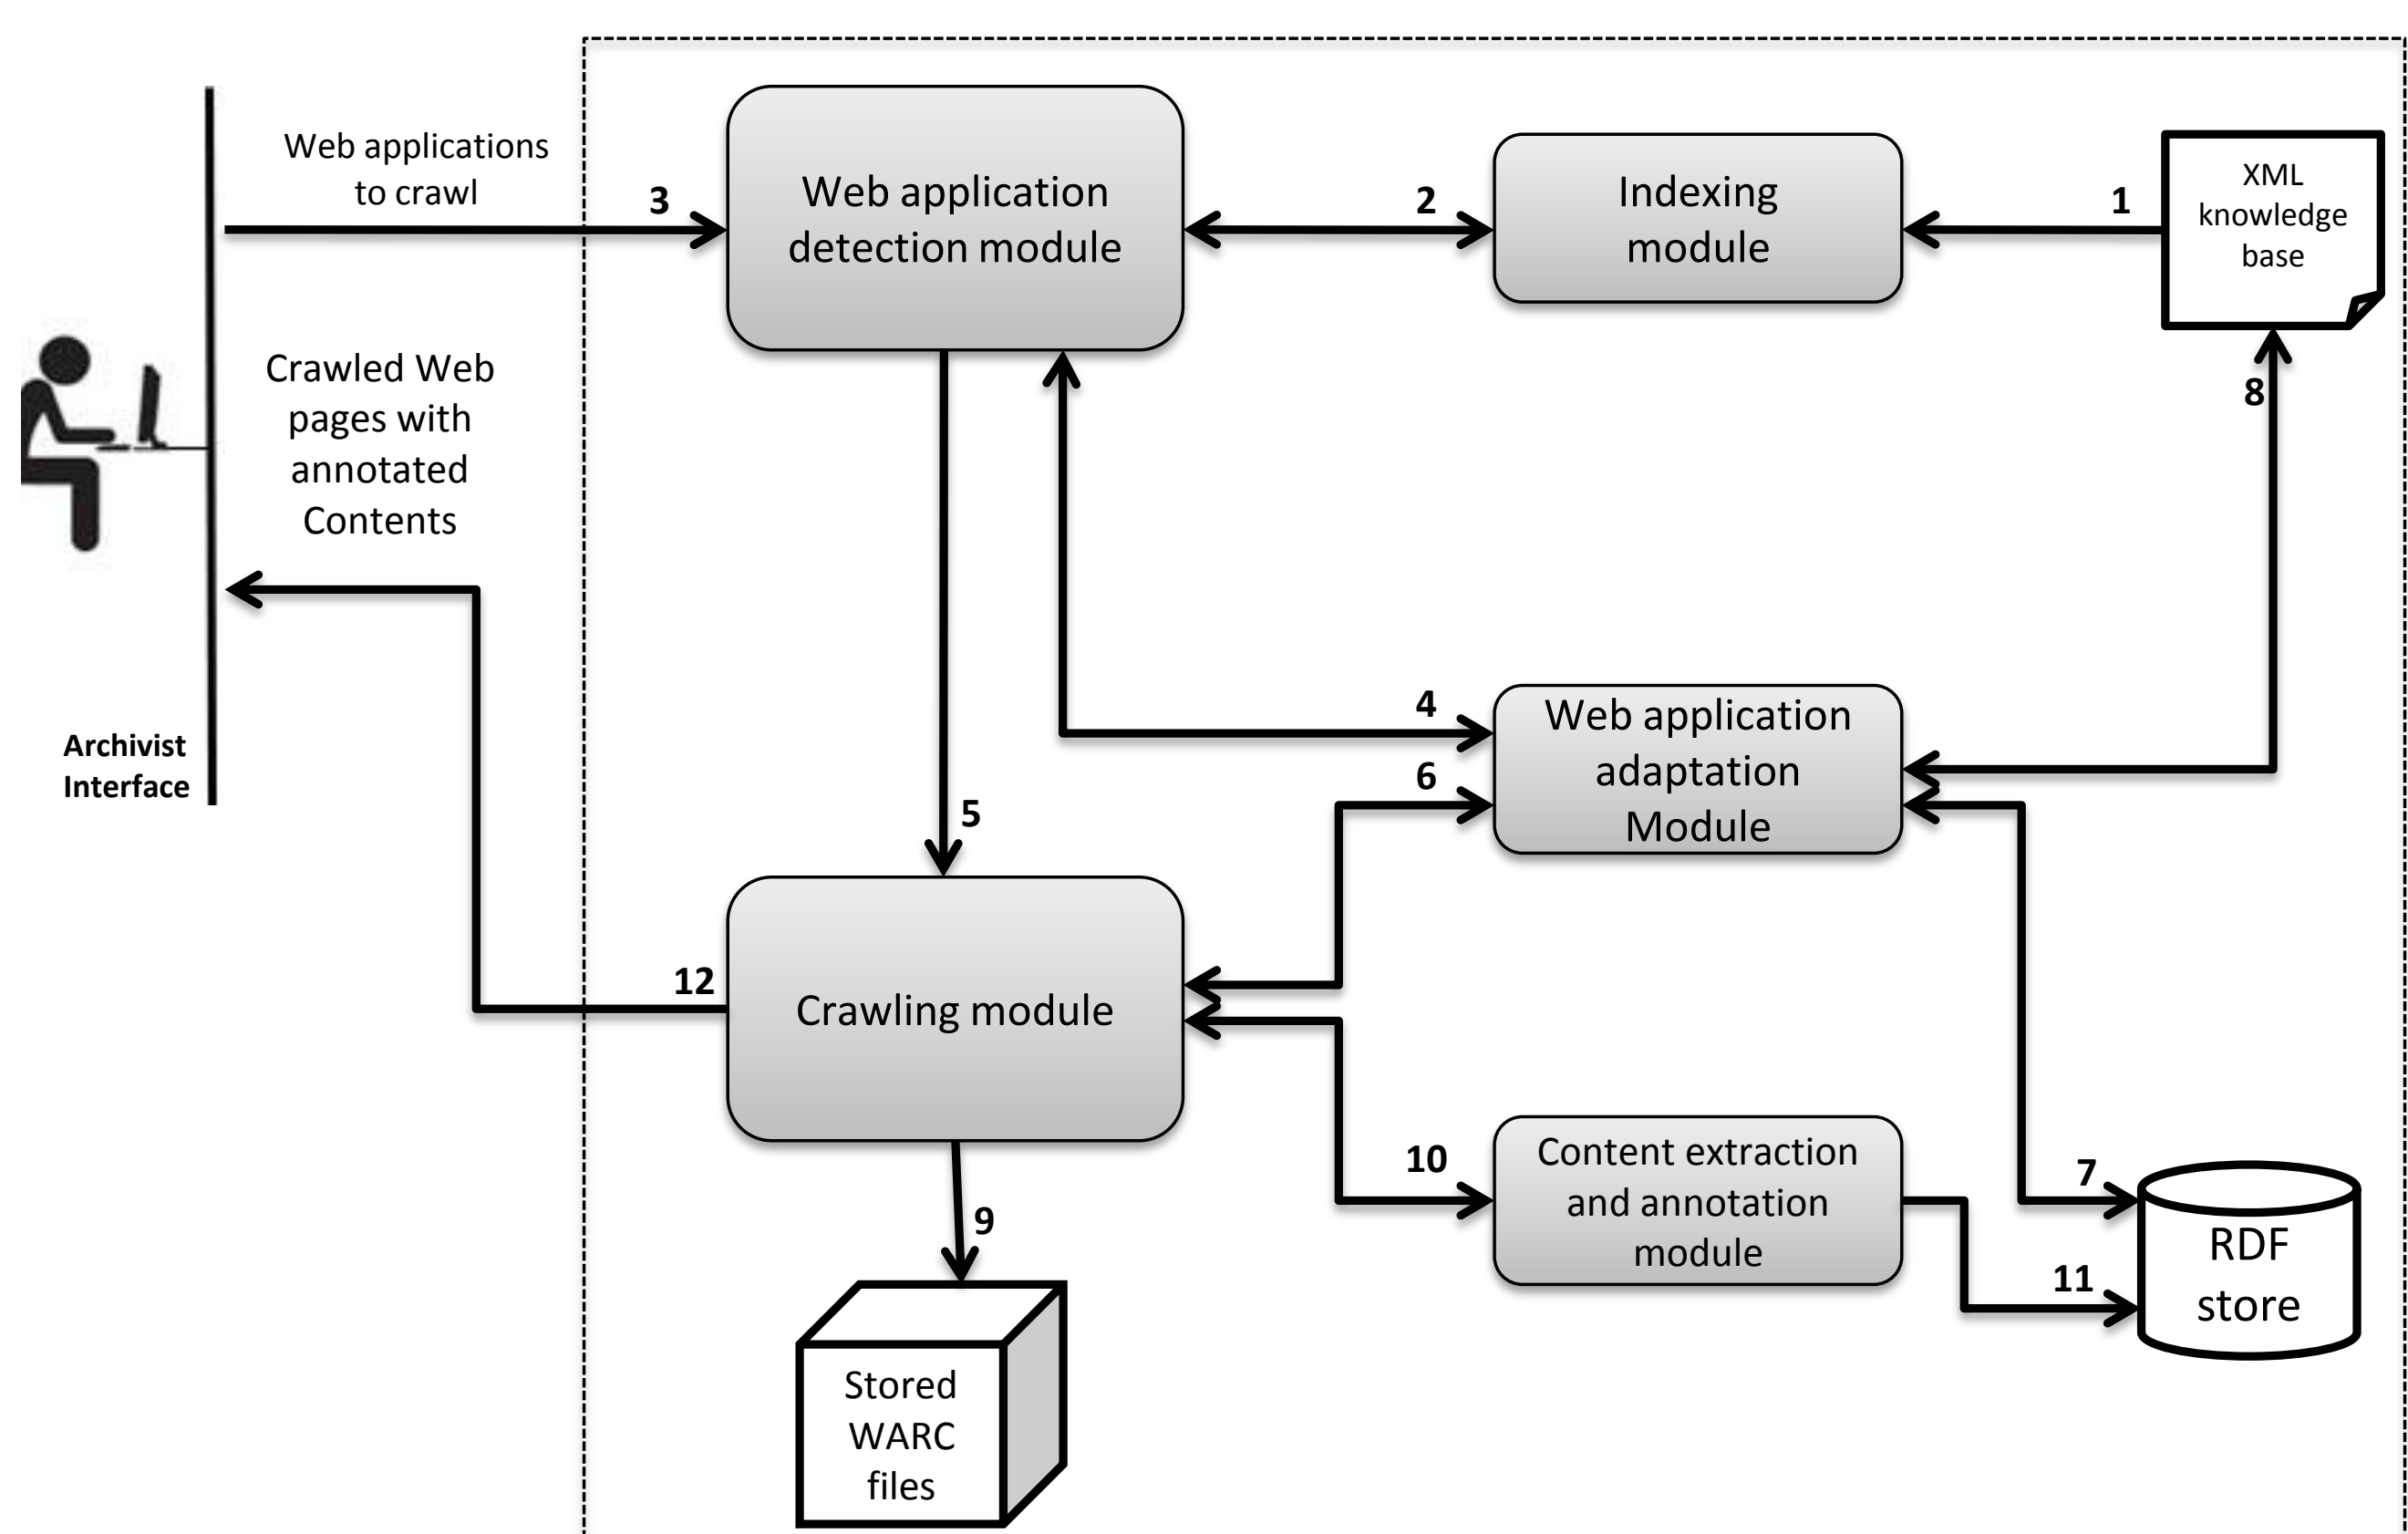 Web applications
to crawl
3
Web application
detection module
2
Indexing
module
1
XML
knowledge
base
8
Crawled Web
pages with
annotated
Contents
Archivist
Interface
4
6
Web application
adaptation
Module
5
12
Crawling module
10
Content extraction
and annotation
module
7
11
RDF
store
9
Stored
WARC
files